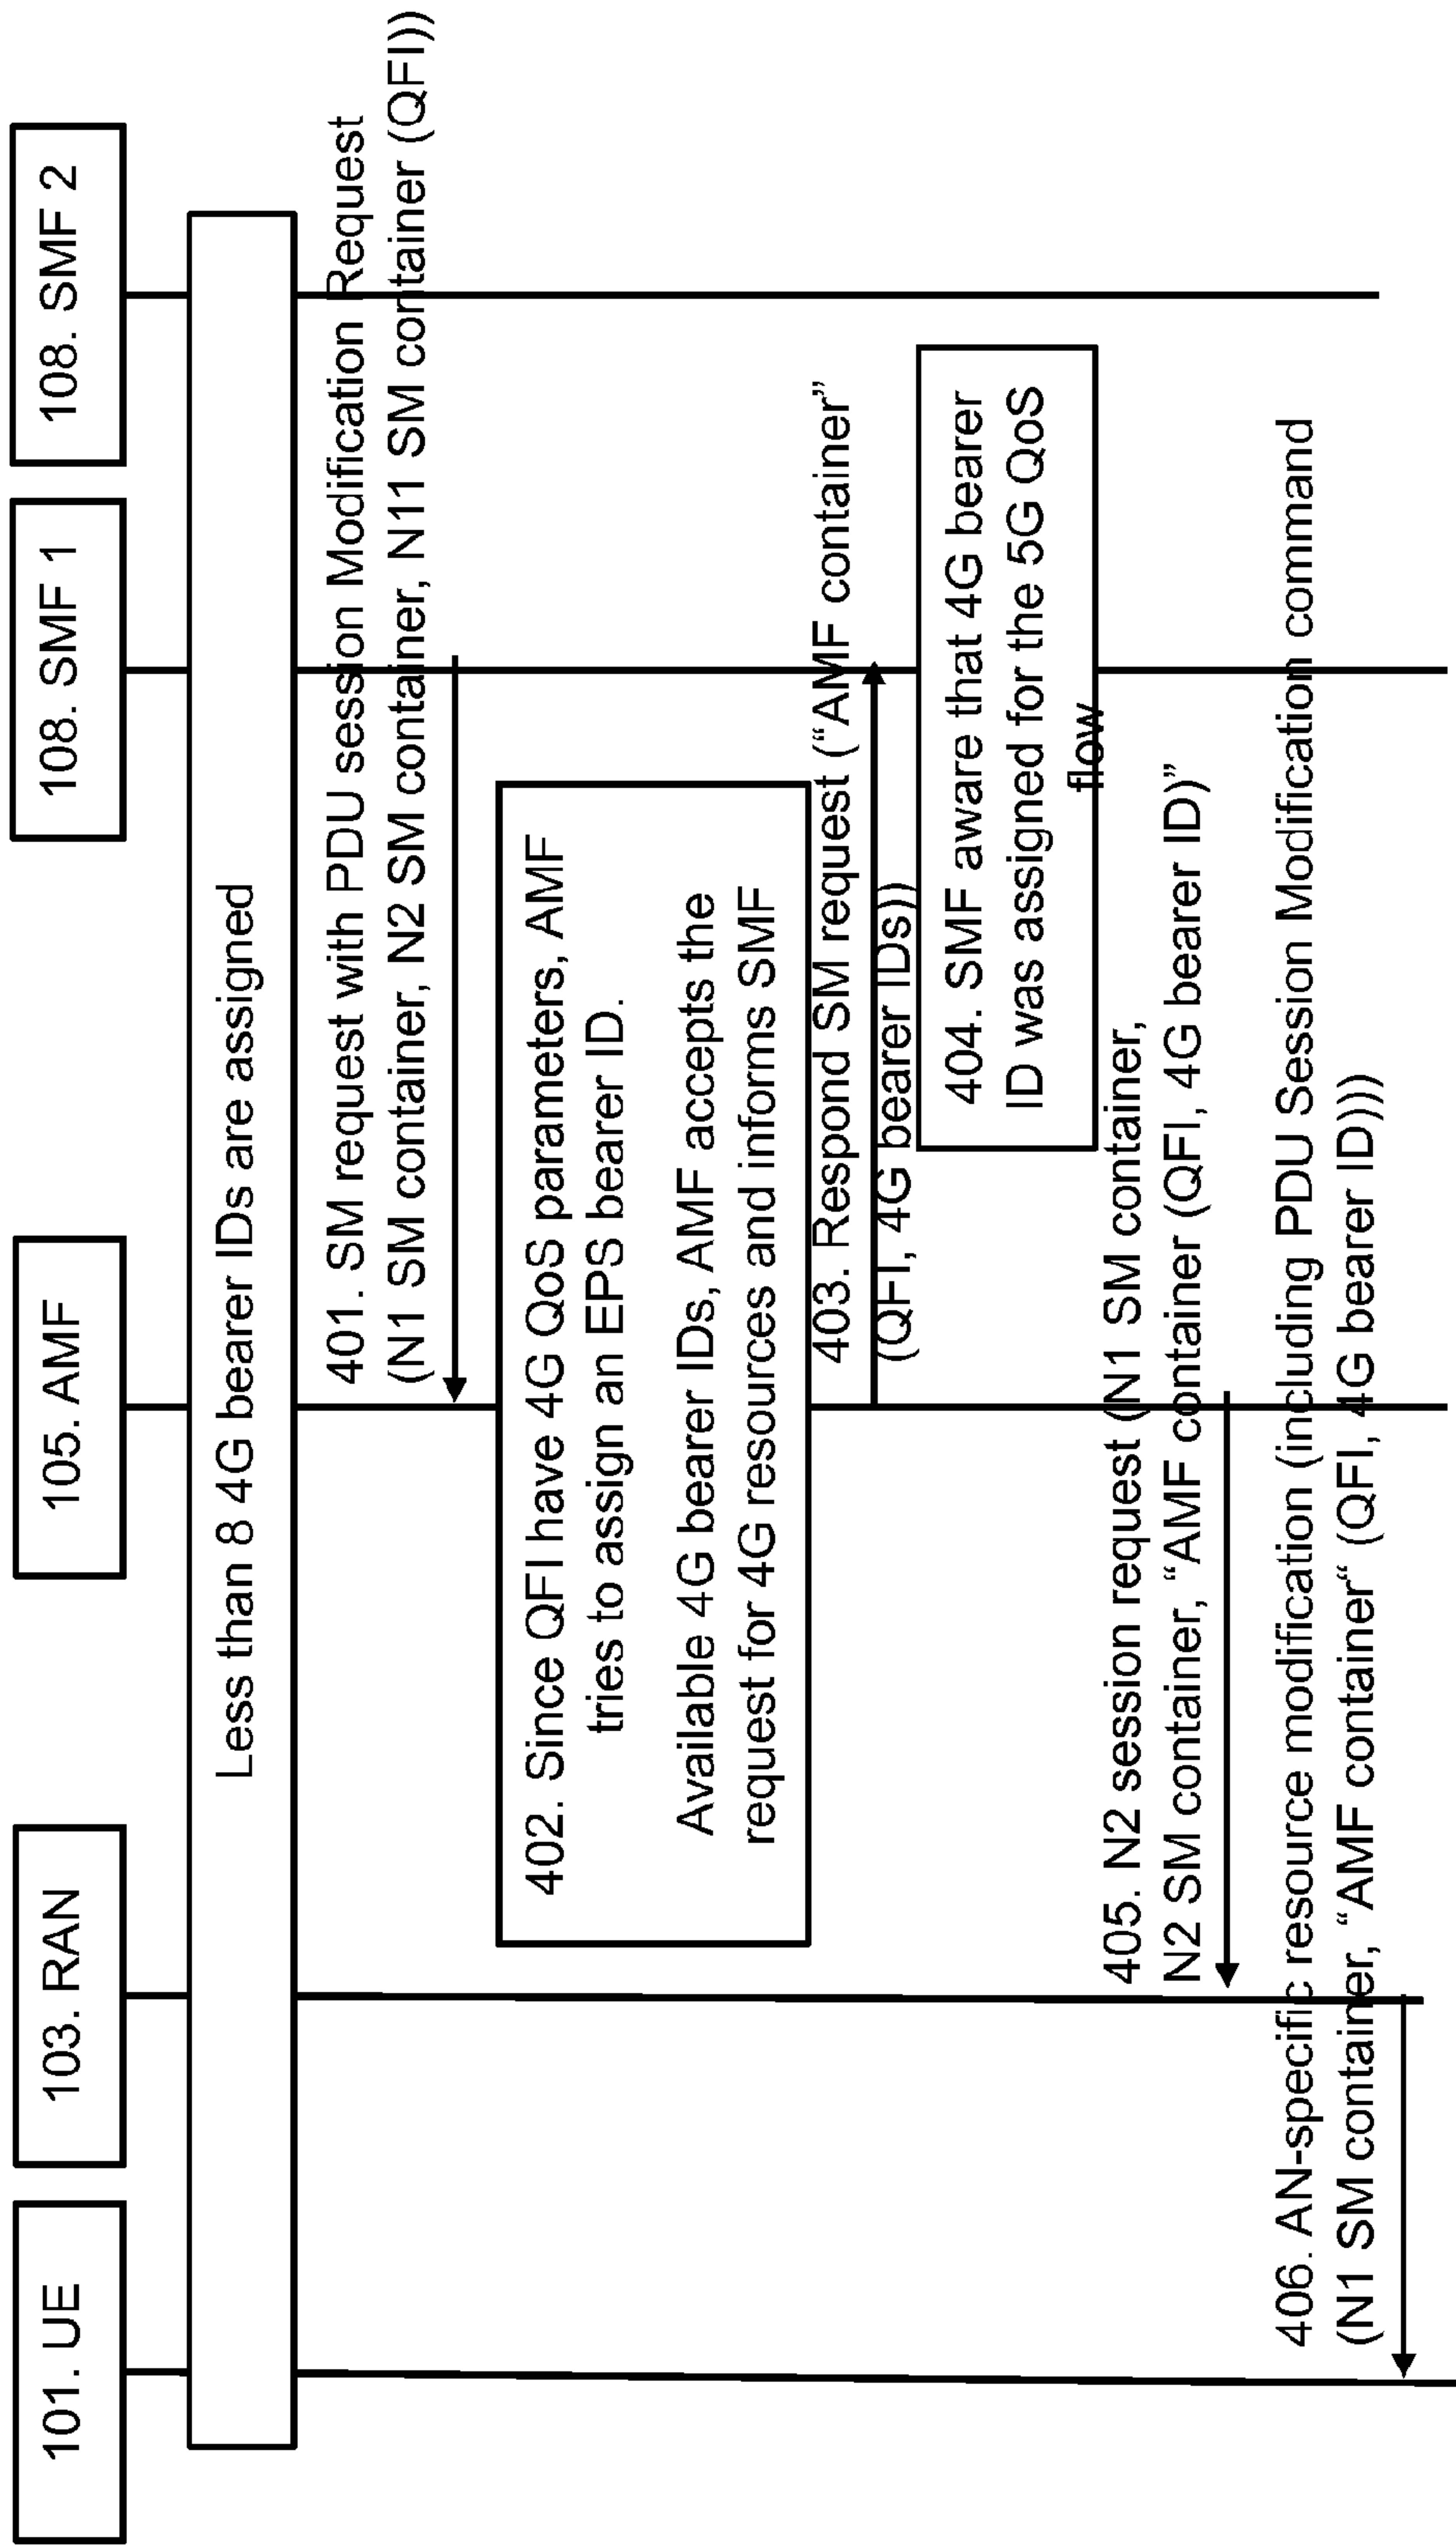 101. UE
103. RAN
105. AMF
108. SMF 1
108. SMF 2
Less than 8 4G bearer IDs are assigned
401. SM request with PDU session Modification Request
(N1 SM container, N2 SM container, N11 SM container (QFI))
402. Since QFI have 4G QoS parameters, AMF
tries to assign an EPS bearer ID.
Available 4G bearer IDs, AMF accepts the
request for 4G resources and informs SMF
403. Respond SM request (“AMF container”
(QFI, 4G bearer IDs))
404. SMF aware that 4G bearer
ID was assigned for the 5G QoS
flow
405. N2 session request (N1 SM container,
N2 SM container, “AMF container (QFI, 4G bearer ID)”
406. AN-specific resource modification (including PDU Session Modification command
(N1 SM container, “AMF container“ (QFI, 4G bearer ID)))